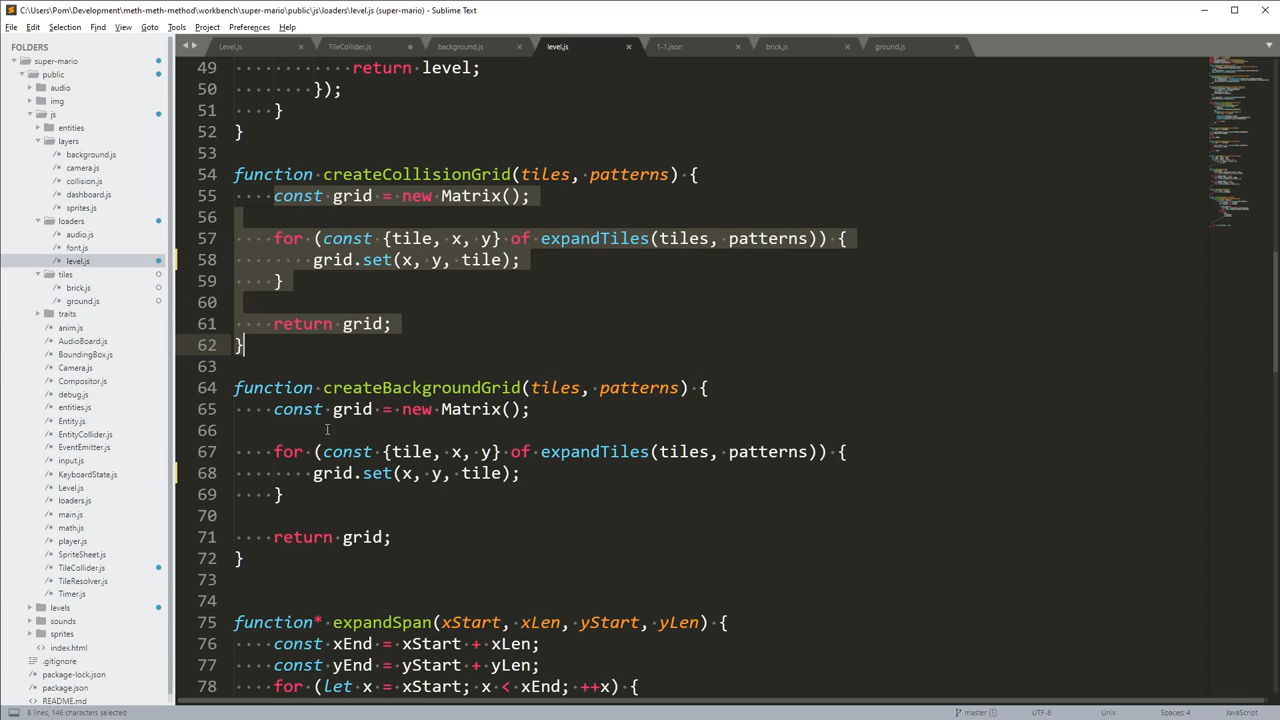 C:\Users\Pom\Development\meth-meth-method\workbench\super-mario\public\js\loaders\level.js (super-mario) - Sublime Text
File Edit Selection Find View Goto Tools Project Preferences Help
FOLDERS
super-mario
public
audio
img
js
entities
layers
background.js
camera.js
collision.js
dashboard.js
sprites.js
loaders
audio.js
font.js
level.js
tiles
brick.js
ground.js
traits
anim.js
AudioBoard.js
BoundingBox.js
Camera.js
Compositor.js
debug.js
entities.js
Entity.js
EntityCollider.js
EventEmitter.js
input.js
KeyboardState.js
Level.js
loaders.js
main.js
math.js
player.js
SpriteSheet.js
TileCollider.js
TileResolver.js
Timer.js
levels
sounds
sprites
index.html
.gitignore
package-lock.json
package.json
README.md
Level.js TileCollider.js background.js level.js 1-1.json brick.js ground.js
49 return level;
50 });
51 }
52 }
53
54 function createCollisionGrid(tiles, patterns) {
55 const grid = new Matrix();
56
57 for (const {tile, x, y} of expandTiles(tiles, patterns)) {
58 grid.set(x, y, tile);
59 }
60
61 return grid;
62 }
63
64 function createBackgroundGrid(tiles, patterns) {
65 const grid = new Matrix();
66
67 for (const {tile, x, y} of expandTiles(tiles, patterns)) {
68 grid.set(x, y, tile);
69 }
70
71 return grid;
72 }
73
74
75 function* expandSpan(xStart, xLen, yStart, yLen) {
76 const xEnd = xStart + xLen;
77 const yEnd = yStart + yLen;
78 for (let x = xStart; x < xEnd; ++x) {
8 lines, 146 characters selected master UTF-8 Unix Spaces: 4 JavaScript